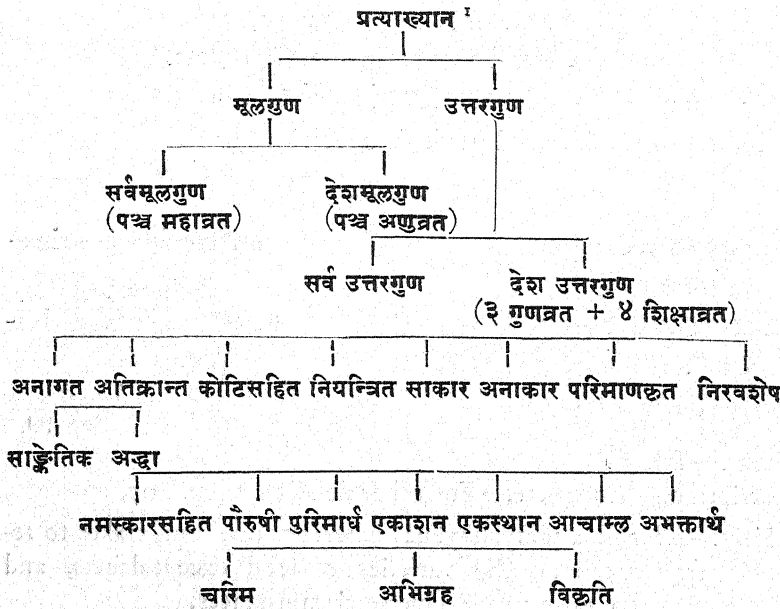 प्रत्याख्यान १
मूलगुण उत्तरगुण
सर्वमूलगुण देशमूलगुण
(पञ्च महाव्रत) (पञ्च अणुव्रत)
सर्व उत्तरगुण देश उत्तरगुण
(३ गुणव्रत + ४ शिक्षाव्रत)
अनागत अतिक्रान्त कोटिसहित नियन्त्रित साकार अनाकार परिमाणकृत निरवशेष
साङ्केतिक अद्धा
नमस्कारसहित पौरुषी पुरिमार्ध एकाशन एकस्थान आचाम्ल अभक्तार्थ
चरिम अभिग्रह विकृति